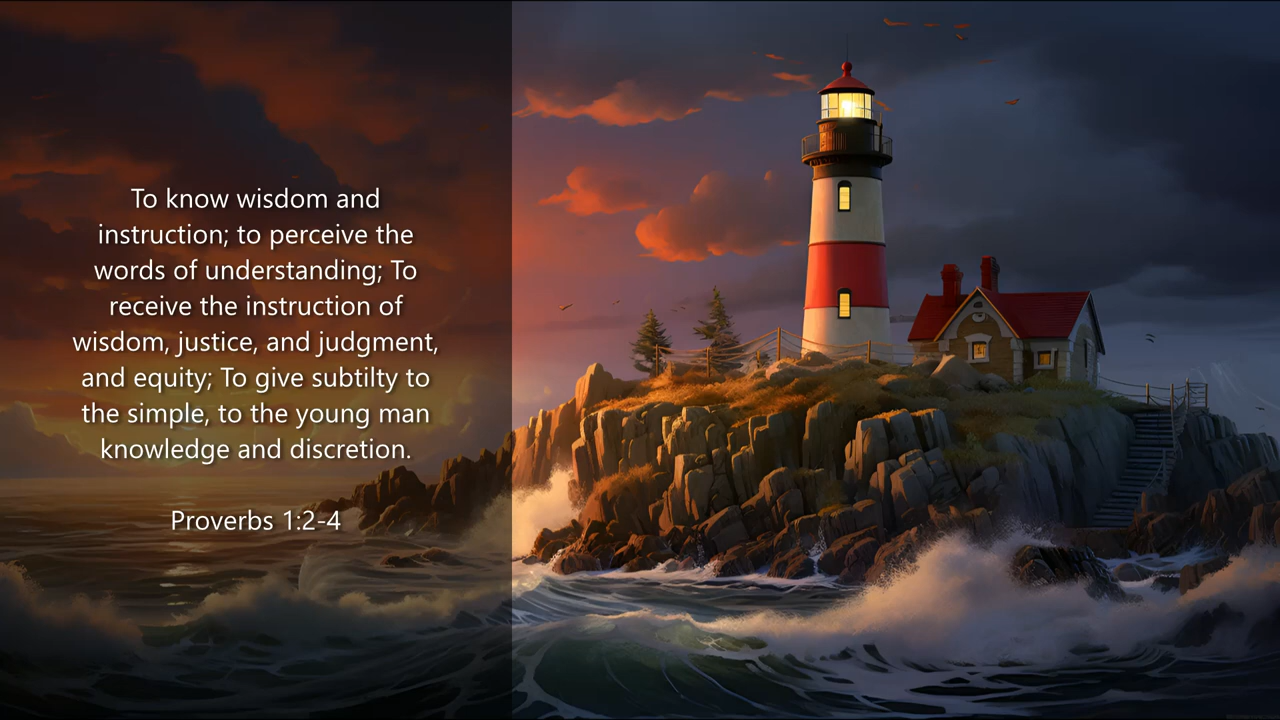 To know wisdom and
instruction; to perceive the
words of understanding; To
receive the instruction of
wisdom, justice, and judgment,
and equity; To give subtilty to
the simple, to the young man
knowledge and discretion.
Proverbs 1:2-4